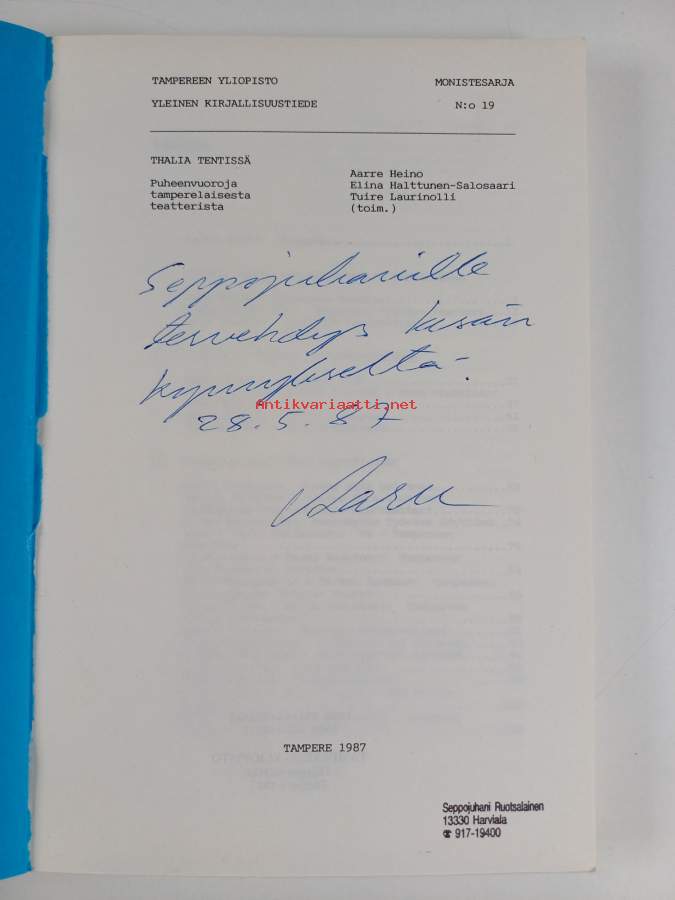 TAMPEREEN YLIOPISTO
MONISTESARJA
YLEINEN KIRJALLISUUSTIEDE
N:o 19
THALIA TENTISSÄ
Puheenvuoroja
tamperelaisesta
teatterista
Aarre Heino
Elina Halttunen-Salosaari
Tuire Laurinolli
(toim.)
Seppojuhanille
tervehdys kesän
kynnykseltä.
Antikvariaatti.net
28.5.87
Aarre
TAMPERE 1987
Seppojuhani Ruotsalainen
13330 Harviala
☎ 917-19400